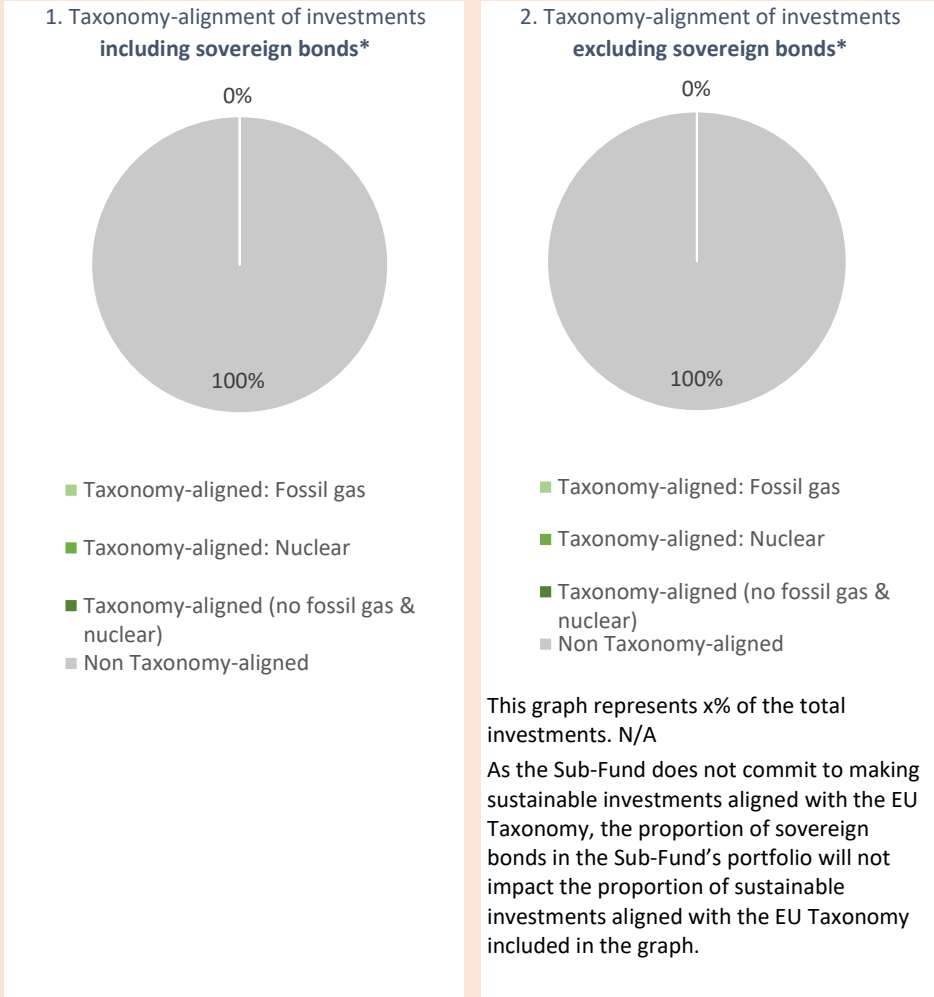 1. Taxonomy-alignment of investments
including sovereign bonds*
0%
100%
Taxonomy-aligned: Fossil gas
Taxonomy-aligned: Nuclear
Taxonomy-aligned (no fossil gas &
nuclear)
Non Taxonomy-aligned
2. Taxonomy-alignment of investments
excluding sovereign bonds*
0%
100%
Taxonomy-aligned: Fossil gas
Taxonomy-aligned: Nuclear
Taxonomy-aligned (no fossil gas &
nuclear)
Non Taxonomy-aligned
This graph represents x% of the total
investments. N/A
As the Sub-Fund does not commit to making
sustainable investments aligned with the EU
Taxonomy, the proportion of sovereign
bonds in the Sub-Fund's portfolio will not
impact the proportion of sustainable
investments aligned with the EU Taxonomy
included in the graph.